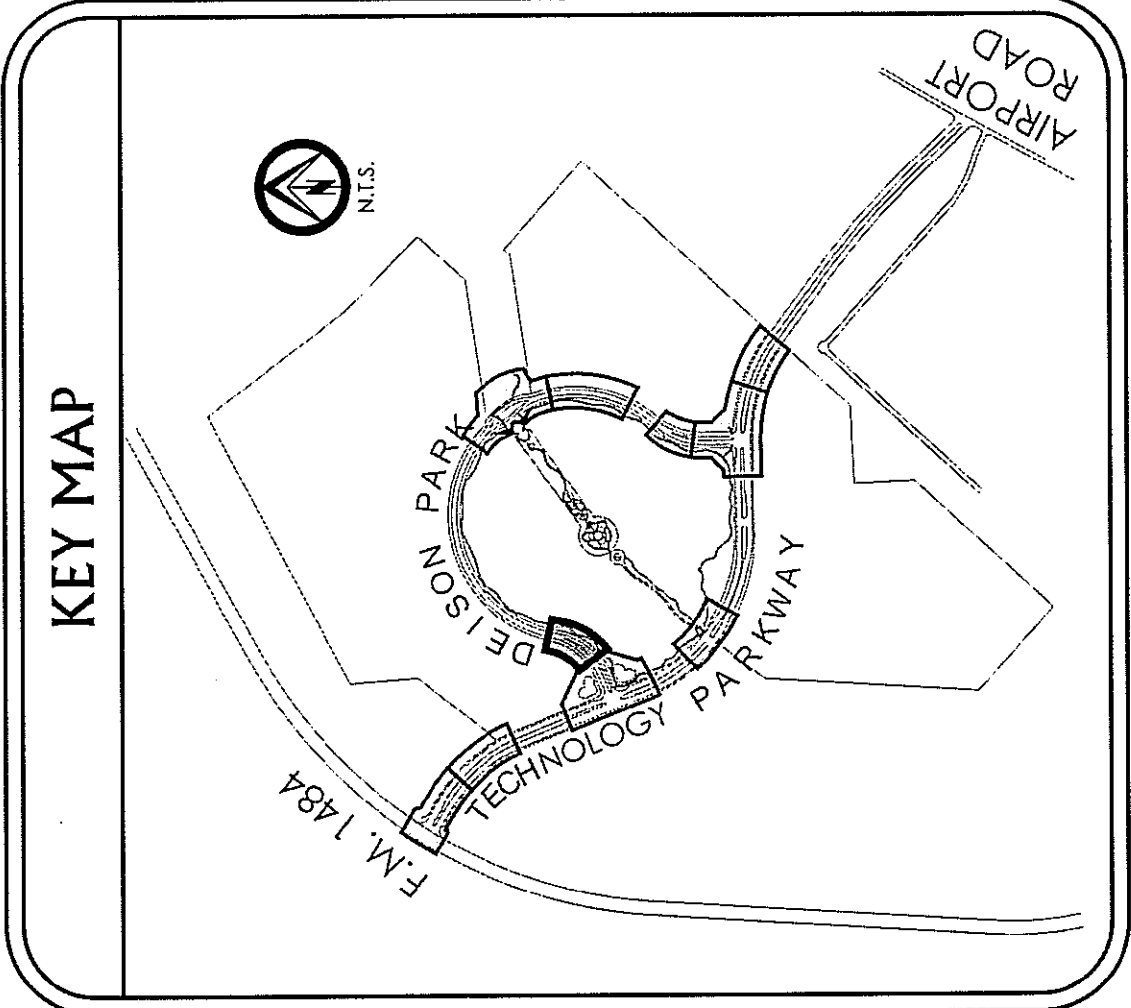 KEY MAP
AIRPORT
ROAD
N
N.T.S.
DEISON PARK
TECHNOLOGY PARKWAY
F.M. 1484